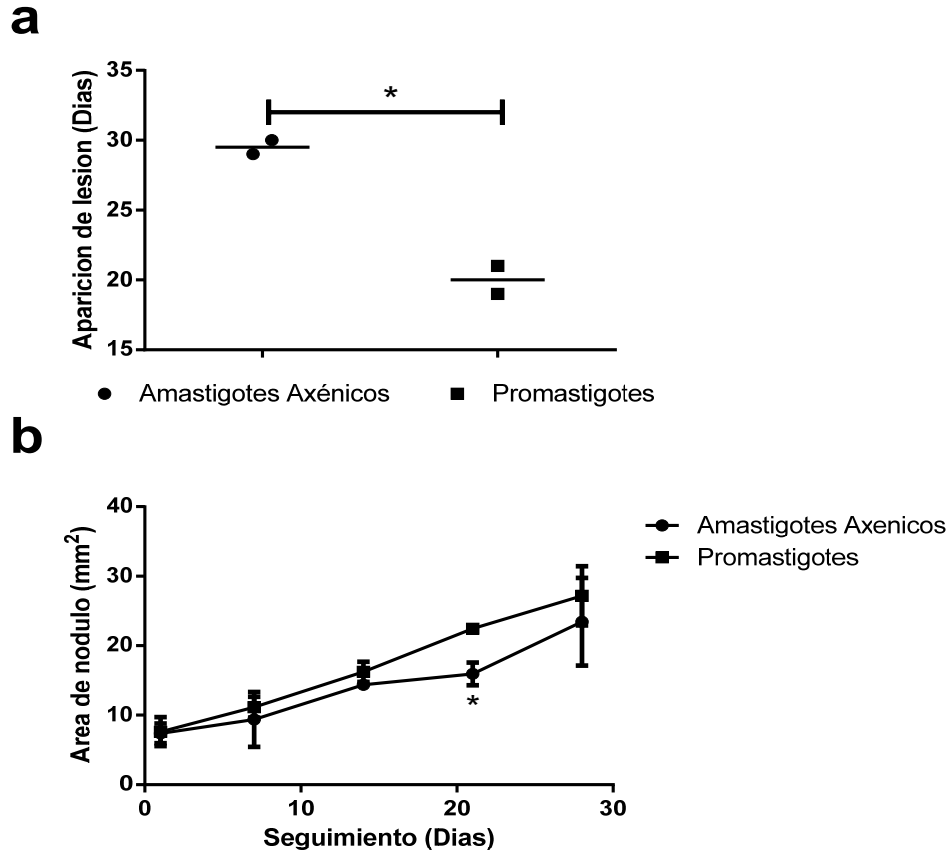 a
Aparicion de lesion (Dias)
35
30
25
20
15
*
Amastigotes Axénicos
Promastigotes
b
Area de nodulo (mm²)
40
30
20
10
0
*
Amastigotes Axenicos
Promastigotes
0 10 20 30
Seguimiento (Dias)